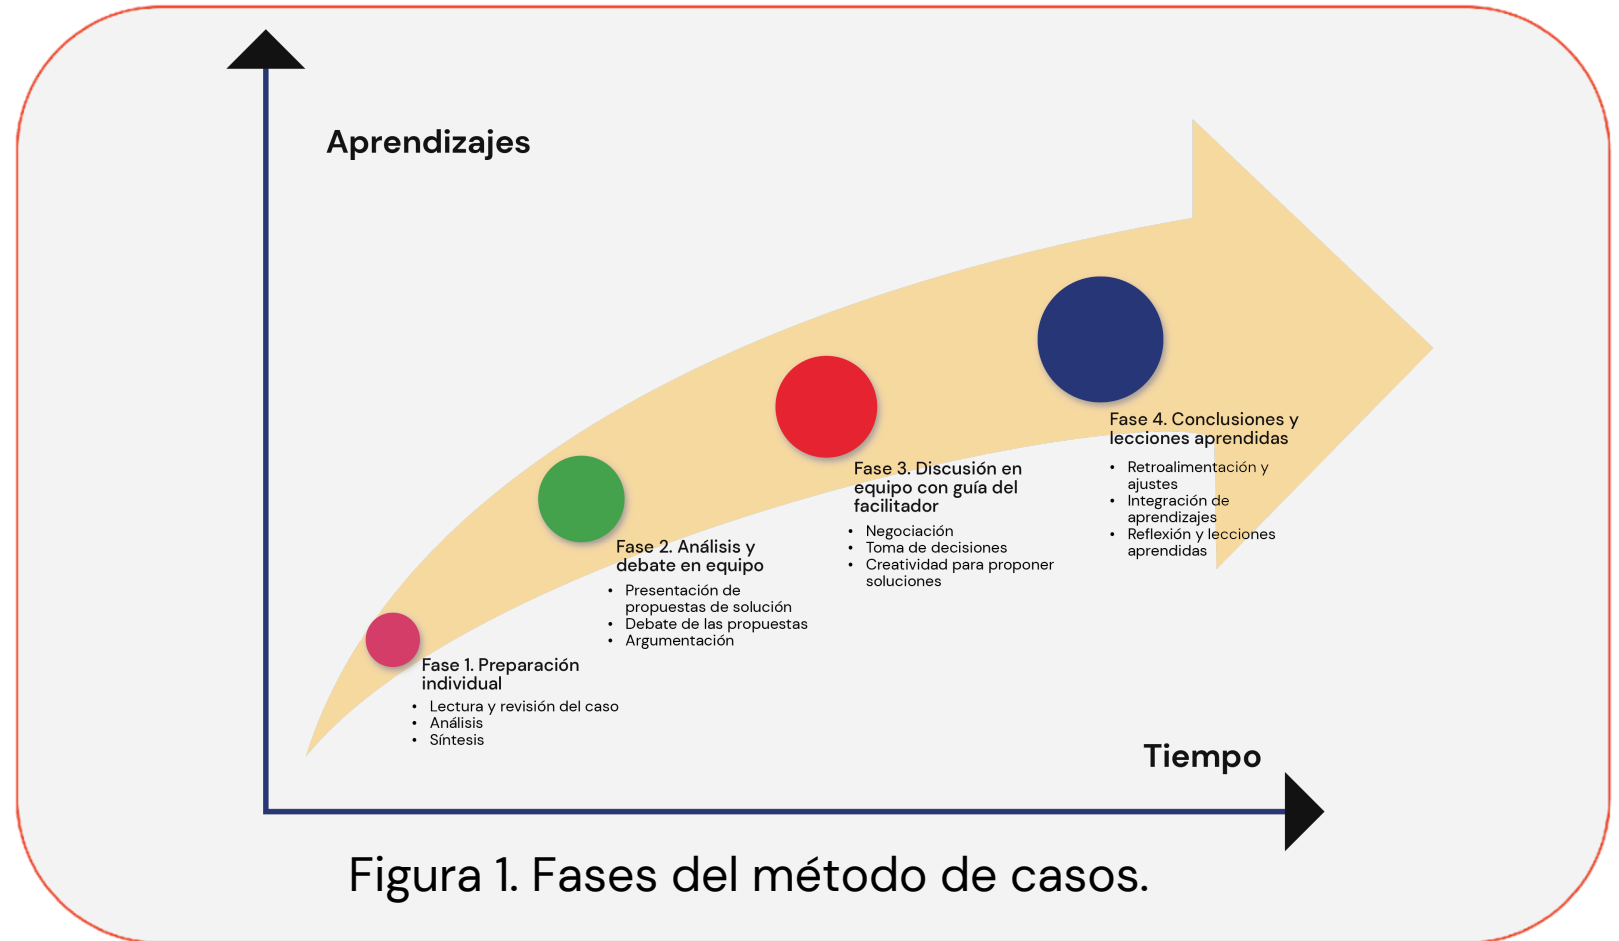 Aprendizajes
Fase 1. Preparación
individual
• Lectura y revisión del caso
• Análisis
• Síntesis
Fase 2. Análisis y
debate en equipo
• Presentación de
propuestas de solución
• Debate de las propuestas
• Argumentación
Fase 3. Discusión en
equipo con guía del
facilitador
• Negociación
• Toma de decisiones
• Creatividad para proponer
soluciones
Fase 4. Conclusiones y
lecciones aprendidas
• Retroalimentación y
ajustes
• Integración de
aprendizajes
• Reflexión y lecciones
aprendidas
Tiempo
Figura 1. Fases del método de casos.